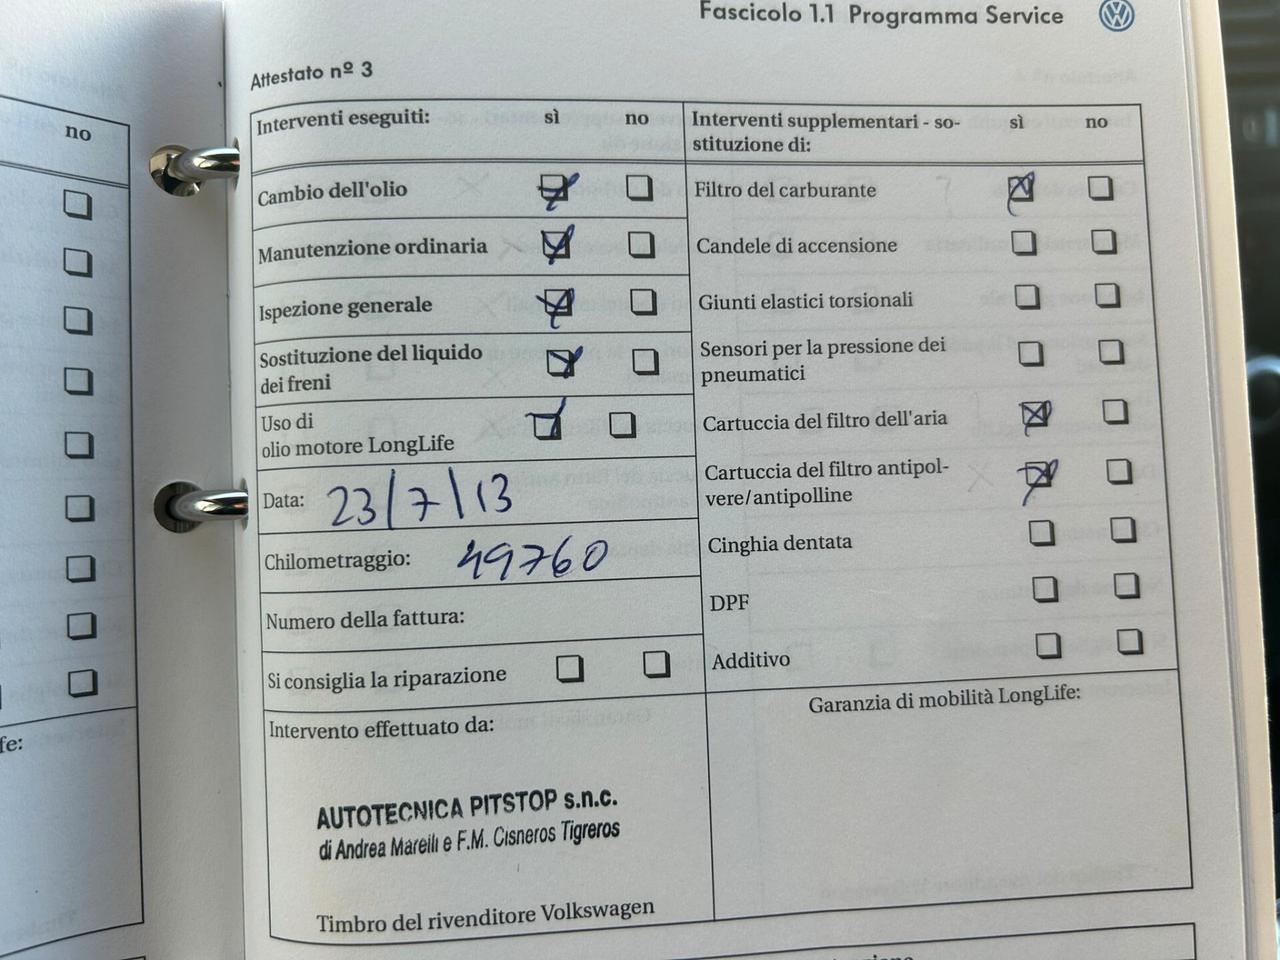 Fascicolo 1.1 Programma Service
Attestato nº 3
no
Interventi eseguiti: sì no
Cambio dell'olio
Manutenzione ordinaria
Ispezione generale
Sostituzione del liquido
dei freni
Uso di
olio motore LongLife
Data: 23/7/13
Chilometraggio: 49760
Numero della fattura:
Si consiglia la riparazione
Intervento effettuato da:
AUTOTECNICA PITSTOP s.n.c.
di Andrea Mareili e F.M. Cisneros Tigreros
Timbro del rivenditore Volkswagen
Interventi supplementari - so- sì no
stituzione di:
Filtro del carburante
Candele di accensione
Giunti elastici torsionali
Sensori per la pressione dei
pneumatici
Cartuccia del filtro dell'aria
Cartuccia del filtro antipol-
vere/antipolline
Cinghia dentata
DPF
Additivo
Garanzia di mobilità LongLife: